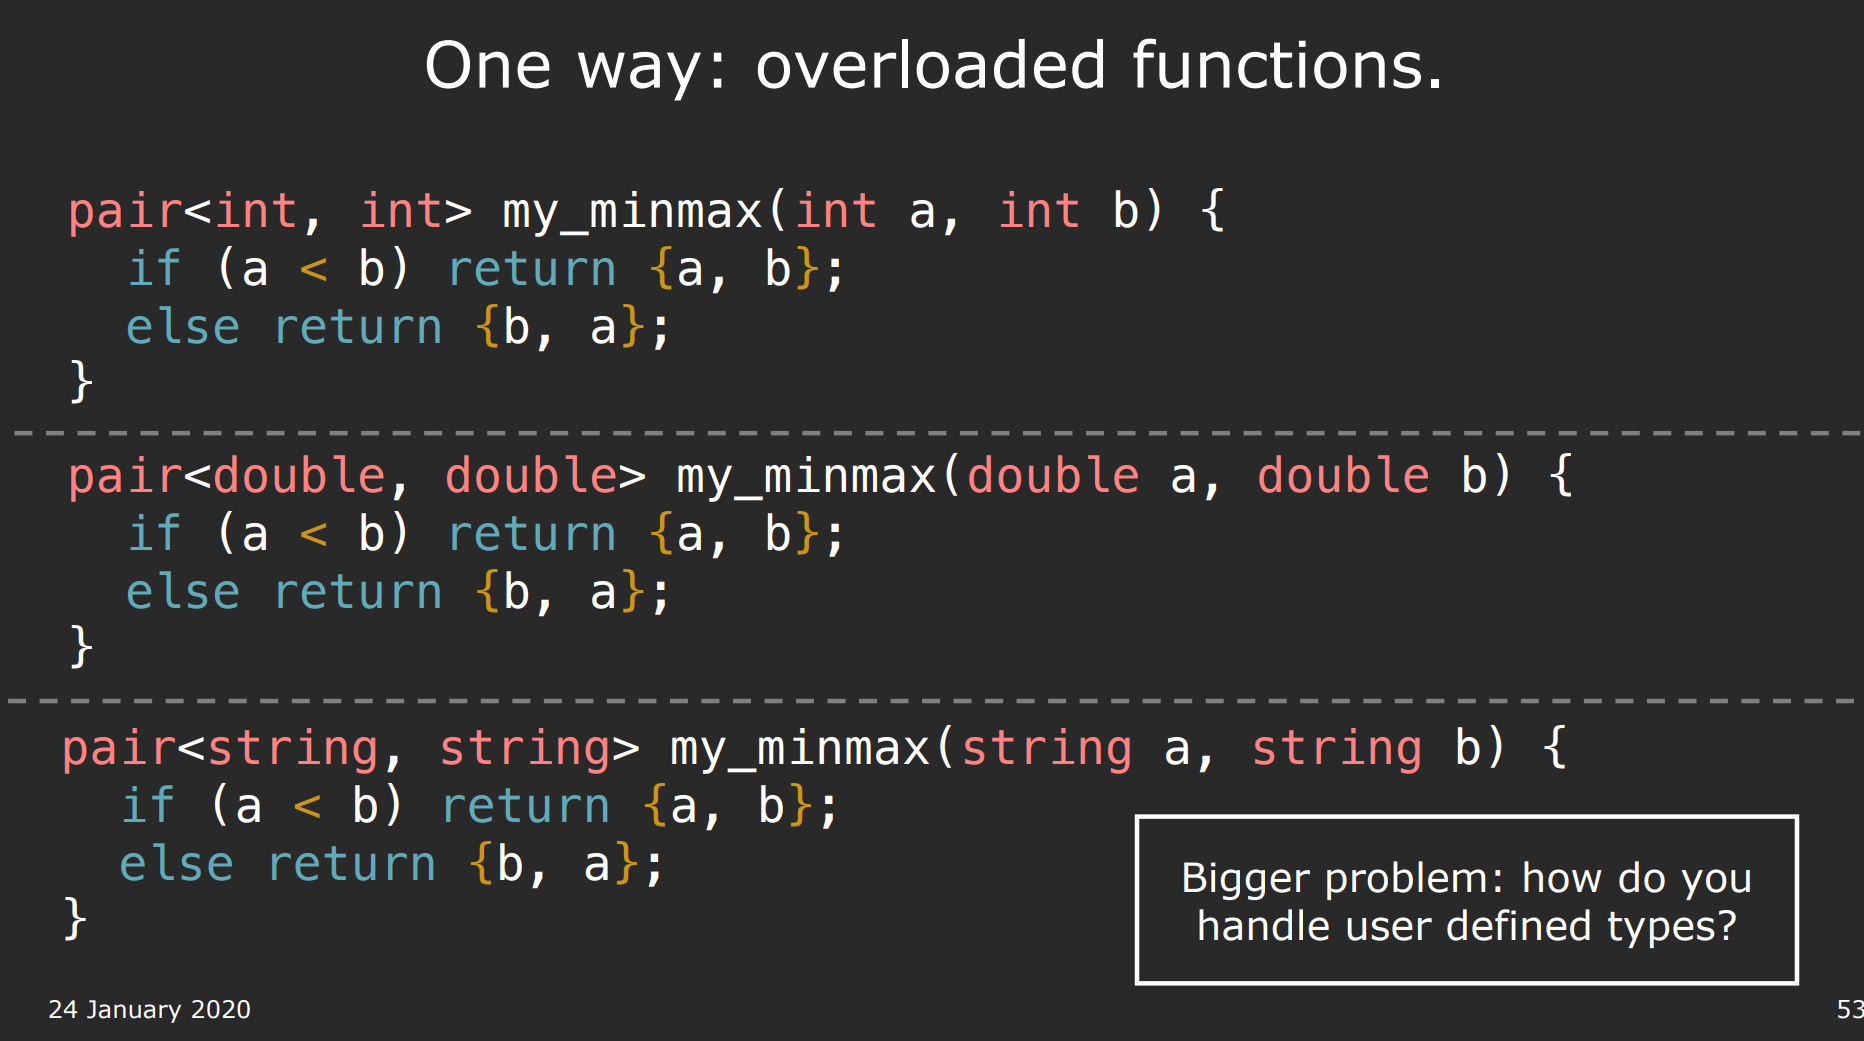 One way: overloaded functions.
pair<int, int> my_minmax(int a, int b) {
  if (a < b) return {a, b};
  else return {b, a};
}
pair<double, double> my_minmax(double a, double b) {
  if (a < b) return {a, b};
  else return {b, a};
}
pair<string, string> my_minmax(string a, string b) {
  if (a < b) return {a, b};
  else return {b, a};
}
Bigger problem: how do you
handle user defined types?
24 January 2020
53